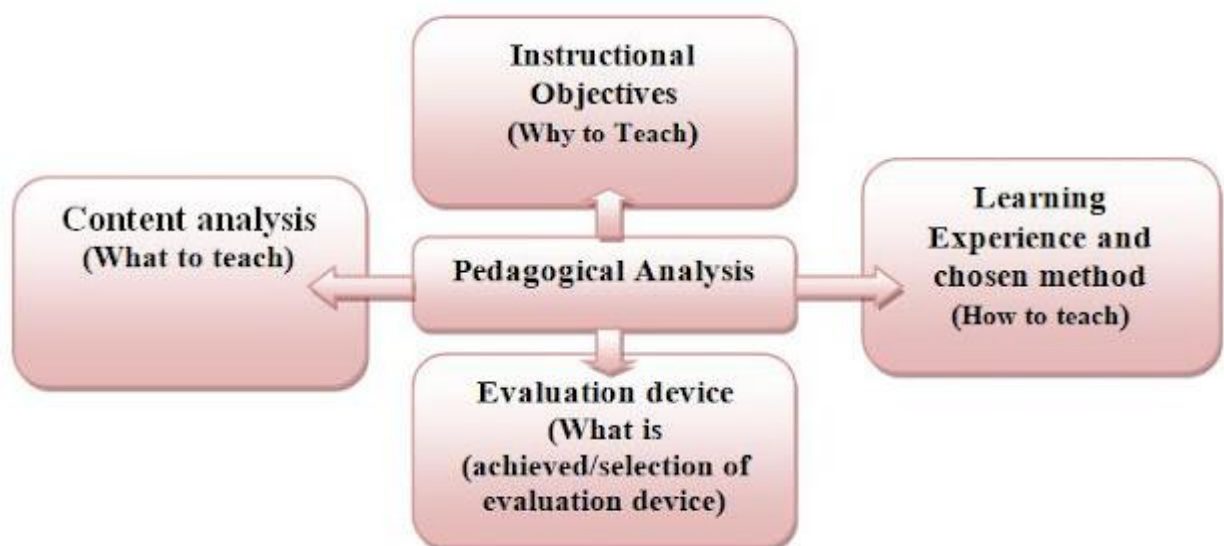 Instructional
Objectives
(Why to Teach)
Content analysis
(What to teach)
Pedagogical Analysis
Learning
Experience and
chosen method
(How to teach)
Evaluation device
(What is
(achieved/selection of
evaluation device)